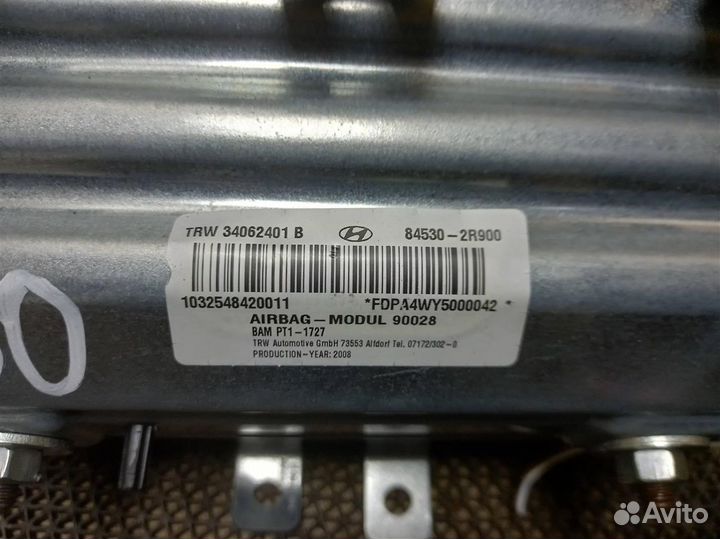 TRW 34062401 B 84530-2R900
1032548420011 *FDPA4WY5000042*
AIRBAG-MODUL 90028
BAM PT1-1727
TRW Automotive GmbH 73553 Alfdorf Tel. 07172/302-0
PRODUCTION-YEAR: 2008
Avito